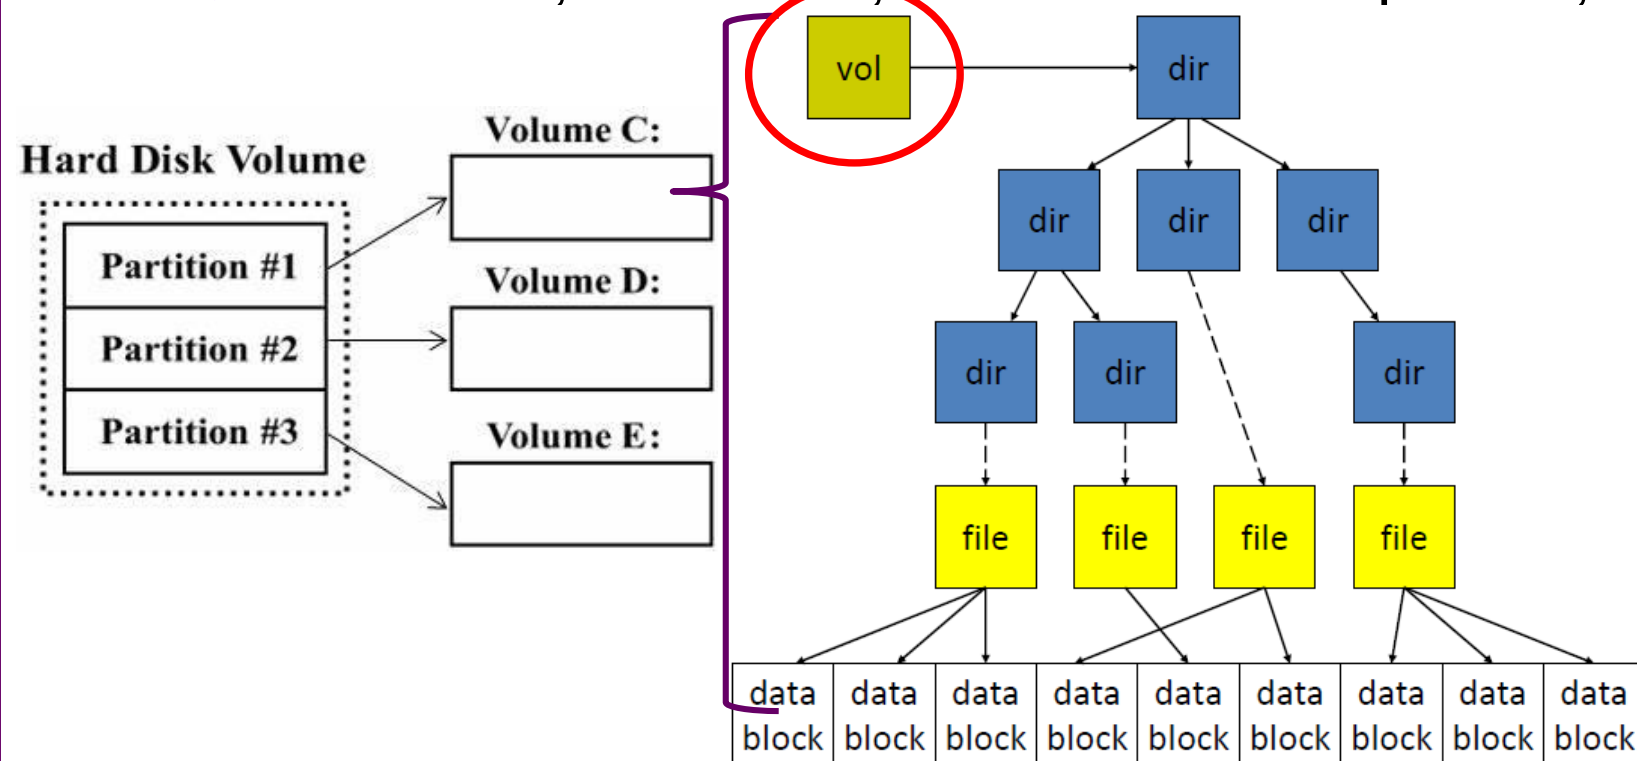 vol
dir
Volume C:
Hard Disk Volume
dir dir dir
Partition #1
Volume D:
Partition #2
dir dir dir
Partition #3
Volume E:
file file file file
data data data data data data data data data
block block block block block block block block block